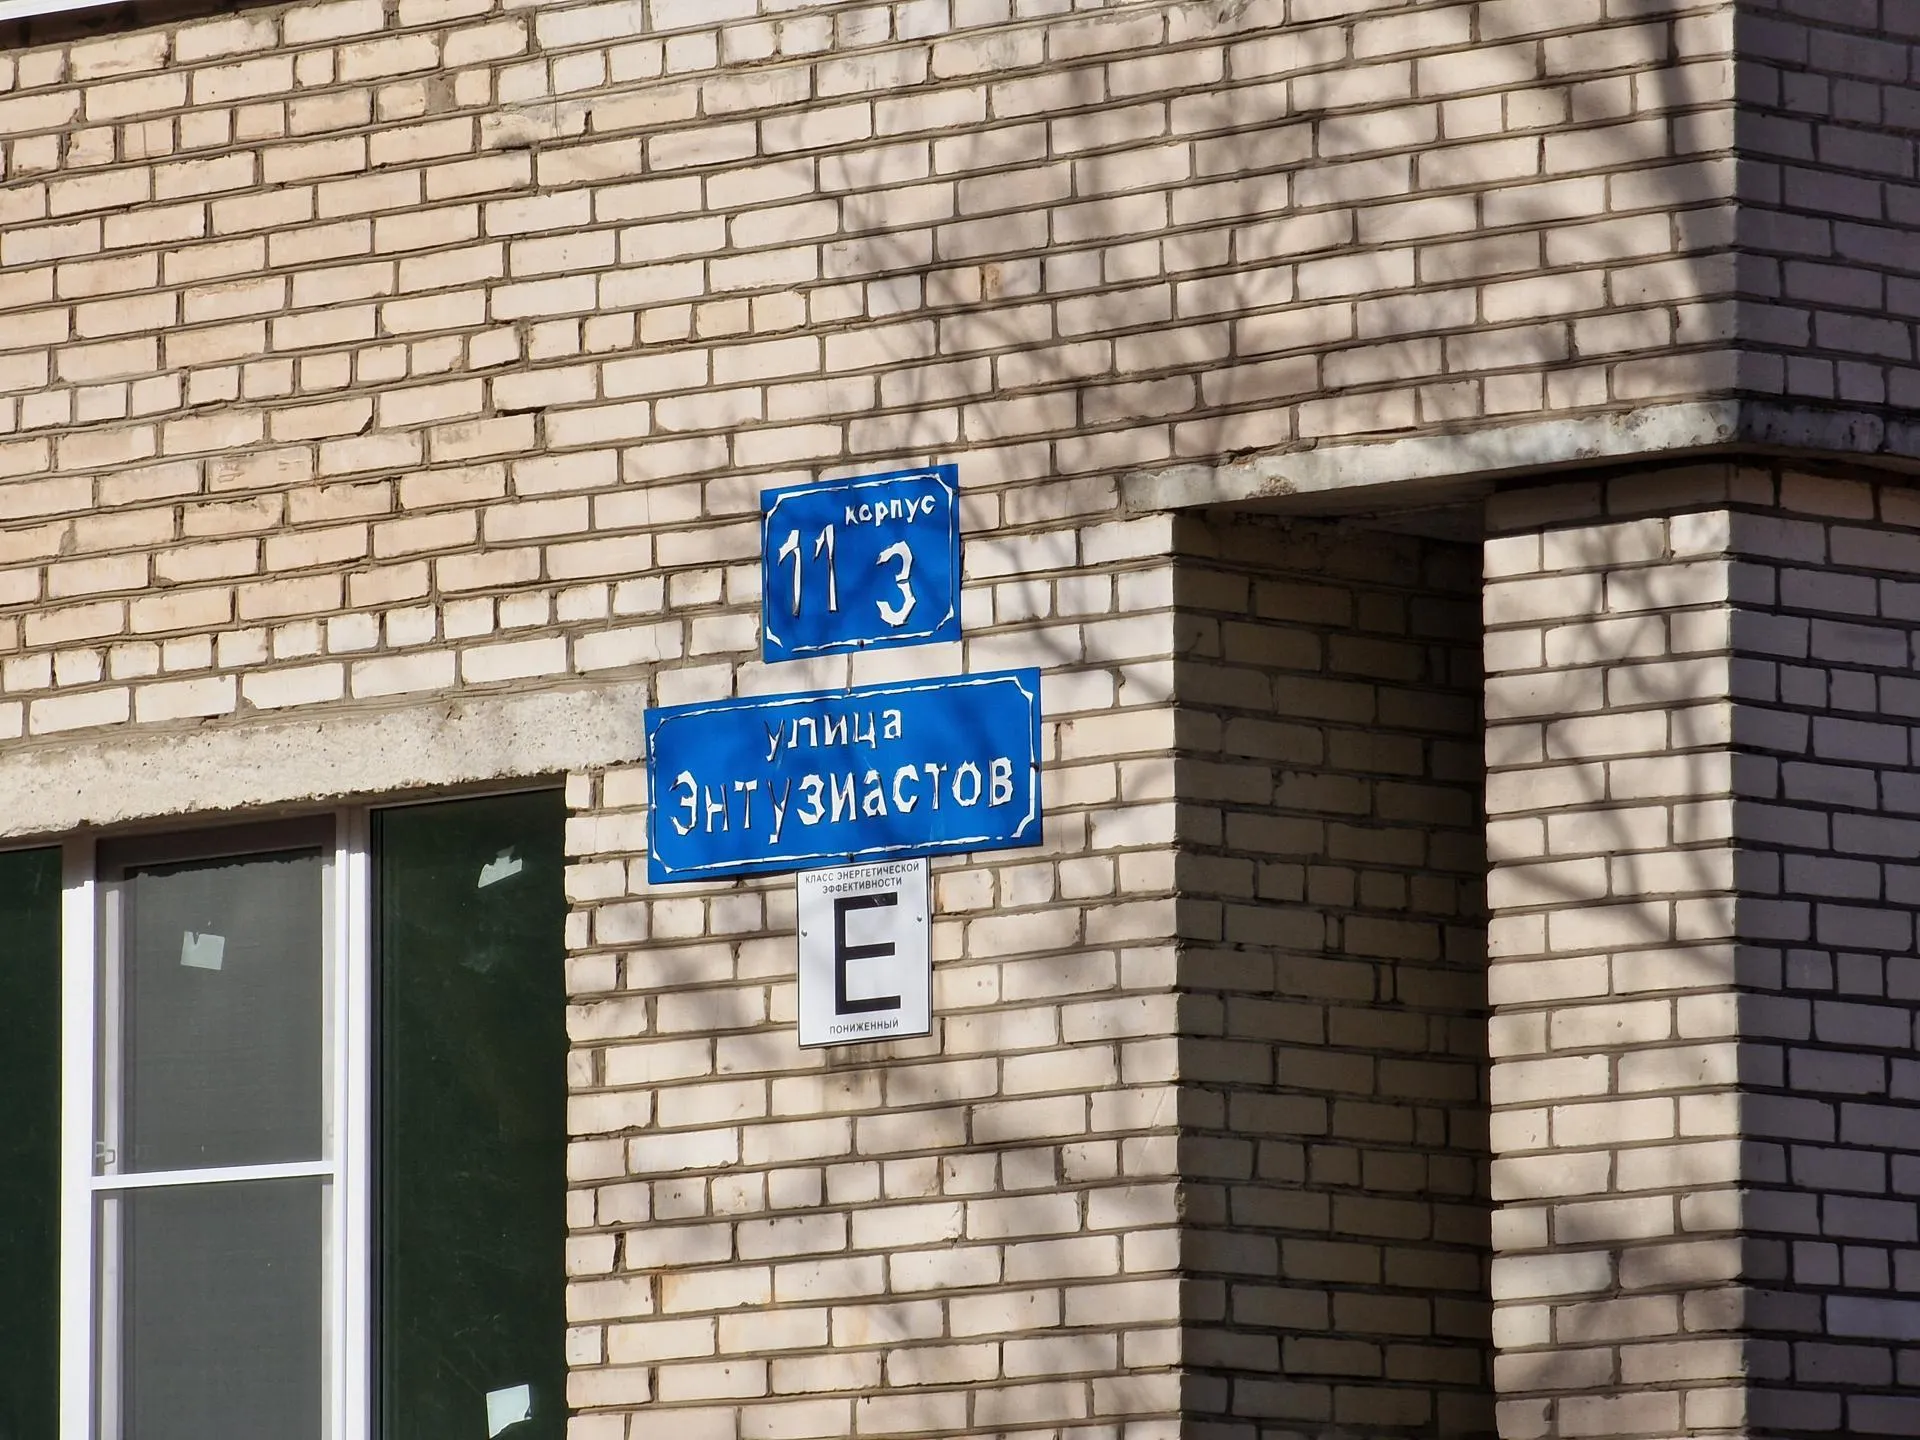 корпус
11 3
улица
Энтузиастов
КЛАСС ЭНЕРГЕТИЧЕСКОЙ
ЭФФЕКТИВНОСТИ
E
ПОНИЖЕННЫЙ